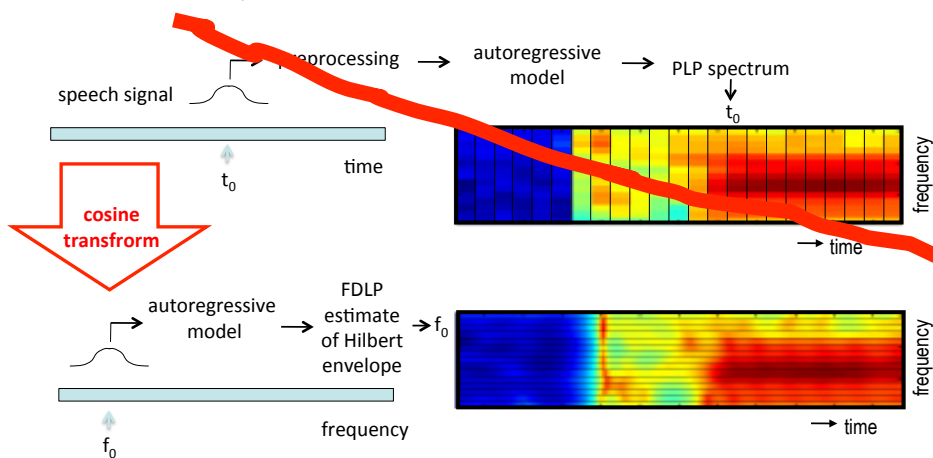 speech signal
preprocessing
autoregressive
model
PLP spectrum
t0
time
t0
frequency
time
cosine
transfrorm
autoregressive
model
FDLP
estimate
of Hilbert
envelope
f0
frequency
f0
frequency
time